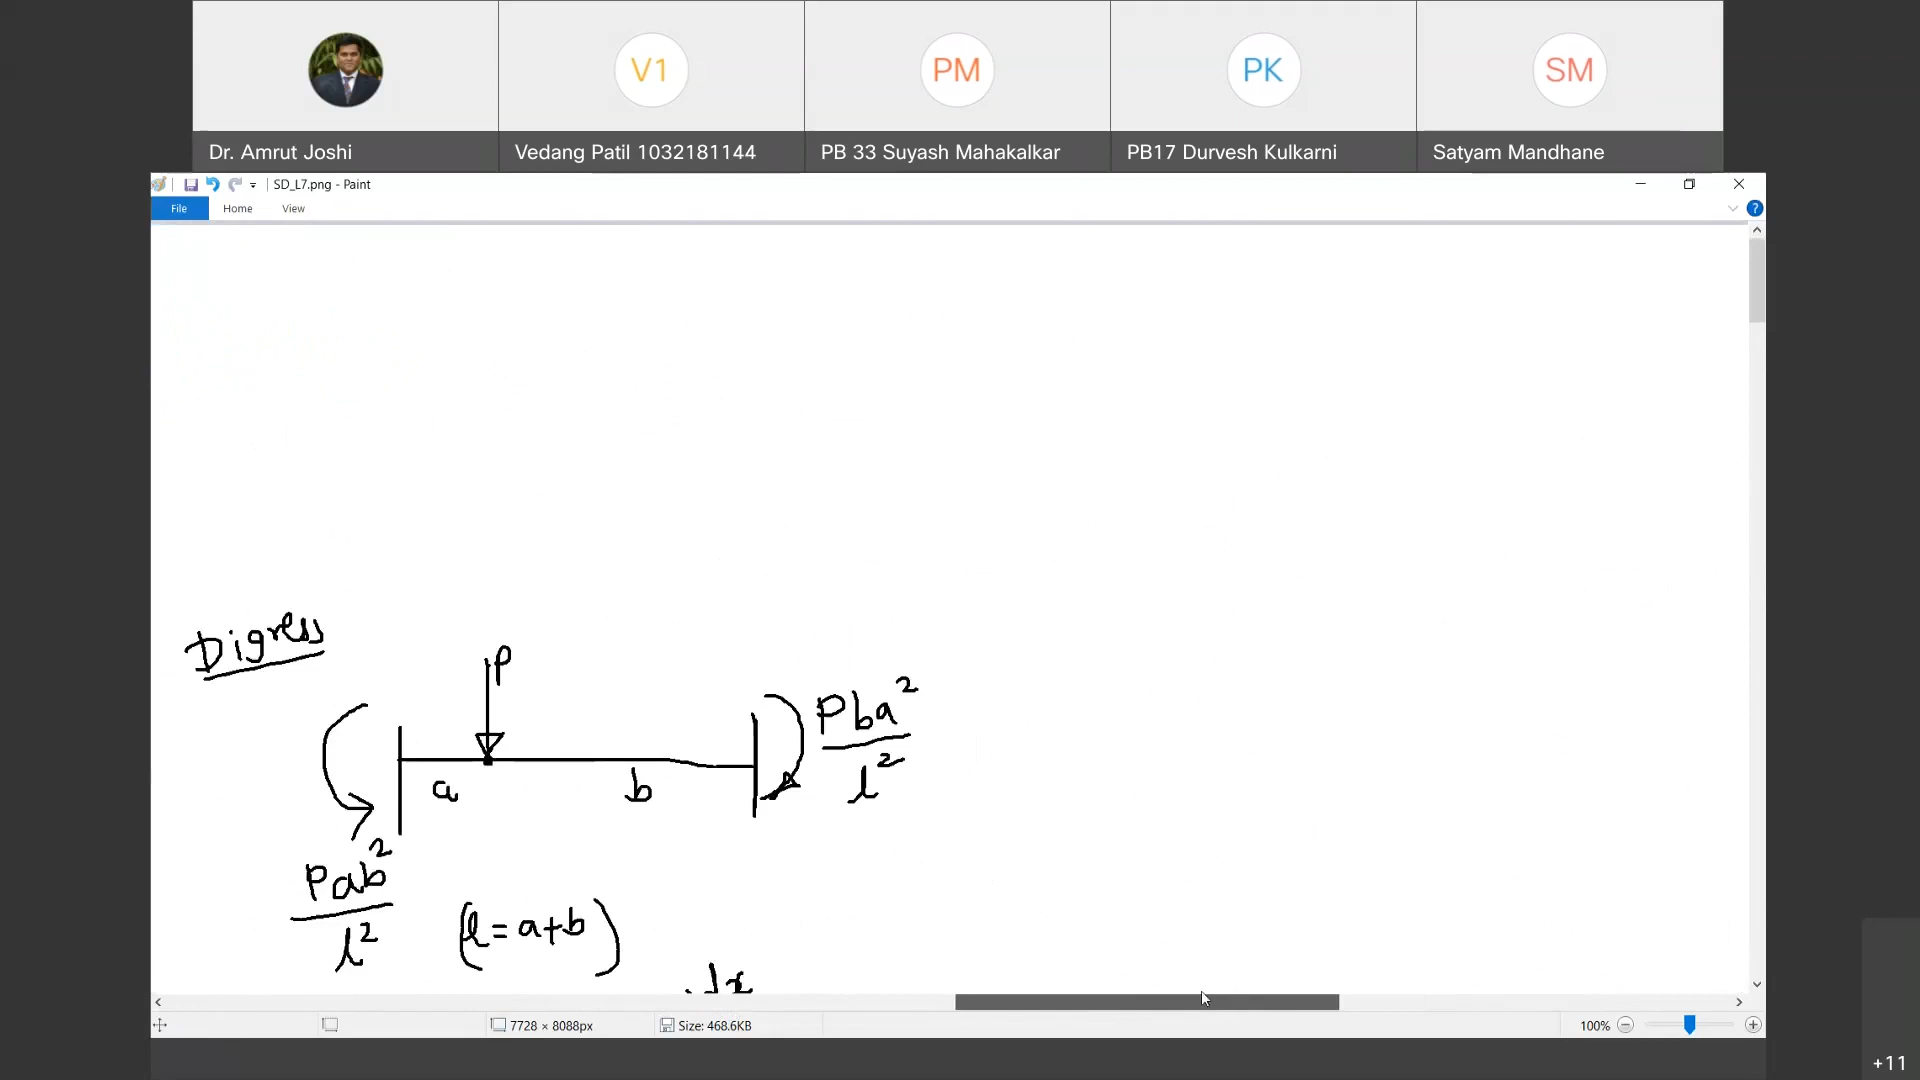 V1
PM
PK
SM
Dr. Amrut Joshi
Vedang Patil 1032181144
PB 33 Suyash Mahakalkar
PB17 Durvesh Kulkarni
Satyam Mandhane
SD_L7.png - Paint
File Home View
Digress
P
Pba²
l²
a
b
Pab²
l²
(l = a+b)
dx
7728 × 8088px
Size: 468.6KB
100%
+11